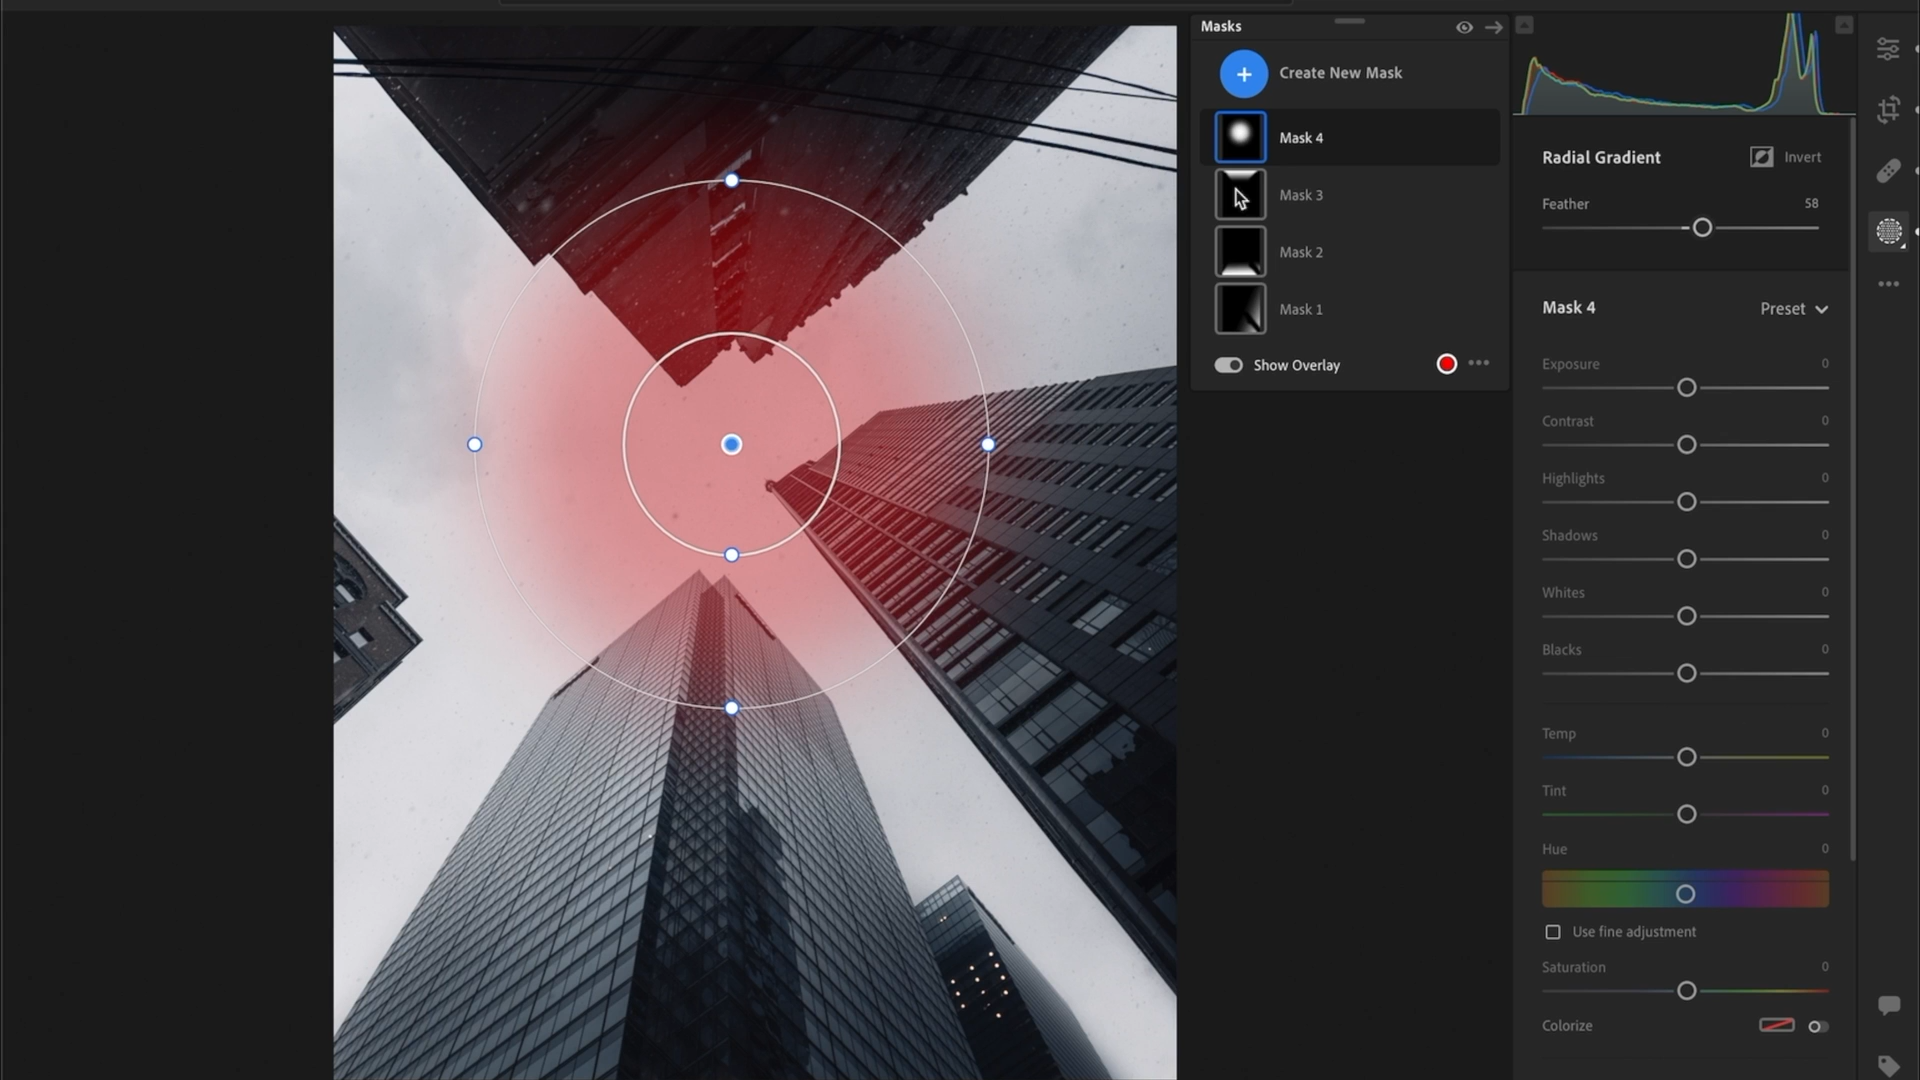 Masks
Create New Mask
Mask 4
Mask 3
Mask 2
Mask 1
Show Overlay
Radial Gradient
Invert
Feather 58
Mask 4
Preset
Exposure 0
Contrast 0
Highlights 0
Shadows 0
Whites 0
Blacks 0
Temp 0
Tint 0
Hue 0
Use fine adjustment
Saturation 0
Colorize